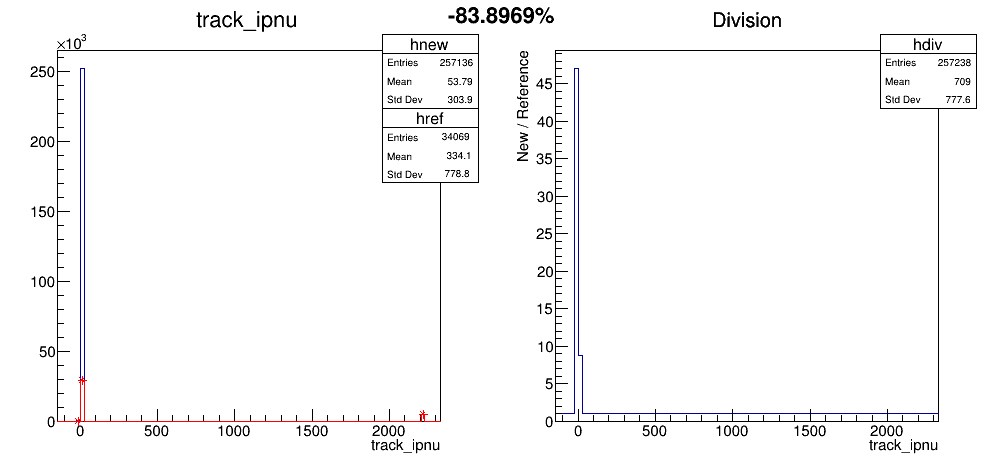 track_ipnu
-83.8969%
Division
×10³
hnew
Entries 257136
Mean 53.79
Std Dev 303.9
href
Entries 34069
Mean 334.1
Std Dev 778.8
250
200
150
100
50
0
0 500 1000 1500 2000
track_ipnu
hdiv
Entries 257238
Mean 709
Std Dev 777.6
New / Reference
45
40
35
30
25
20
15
10
5
0
0 500 1000 1500 2000
track_ipnu